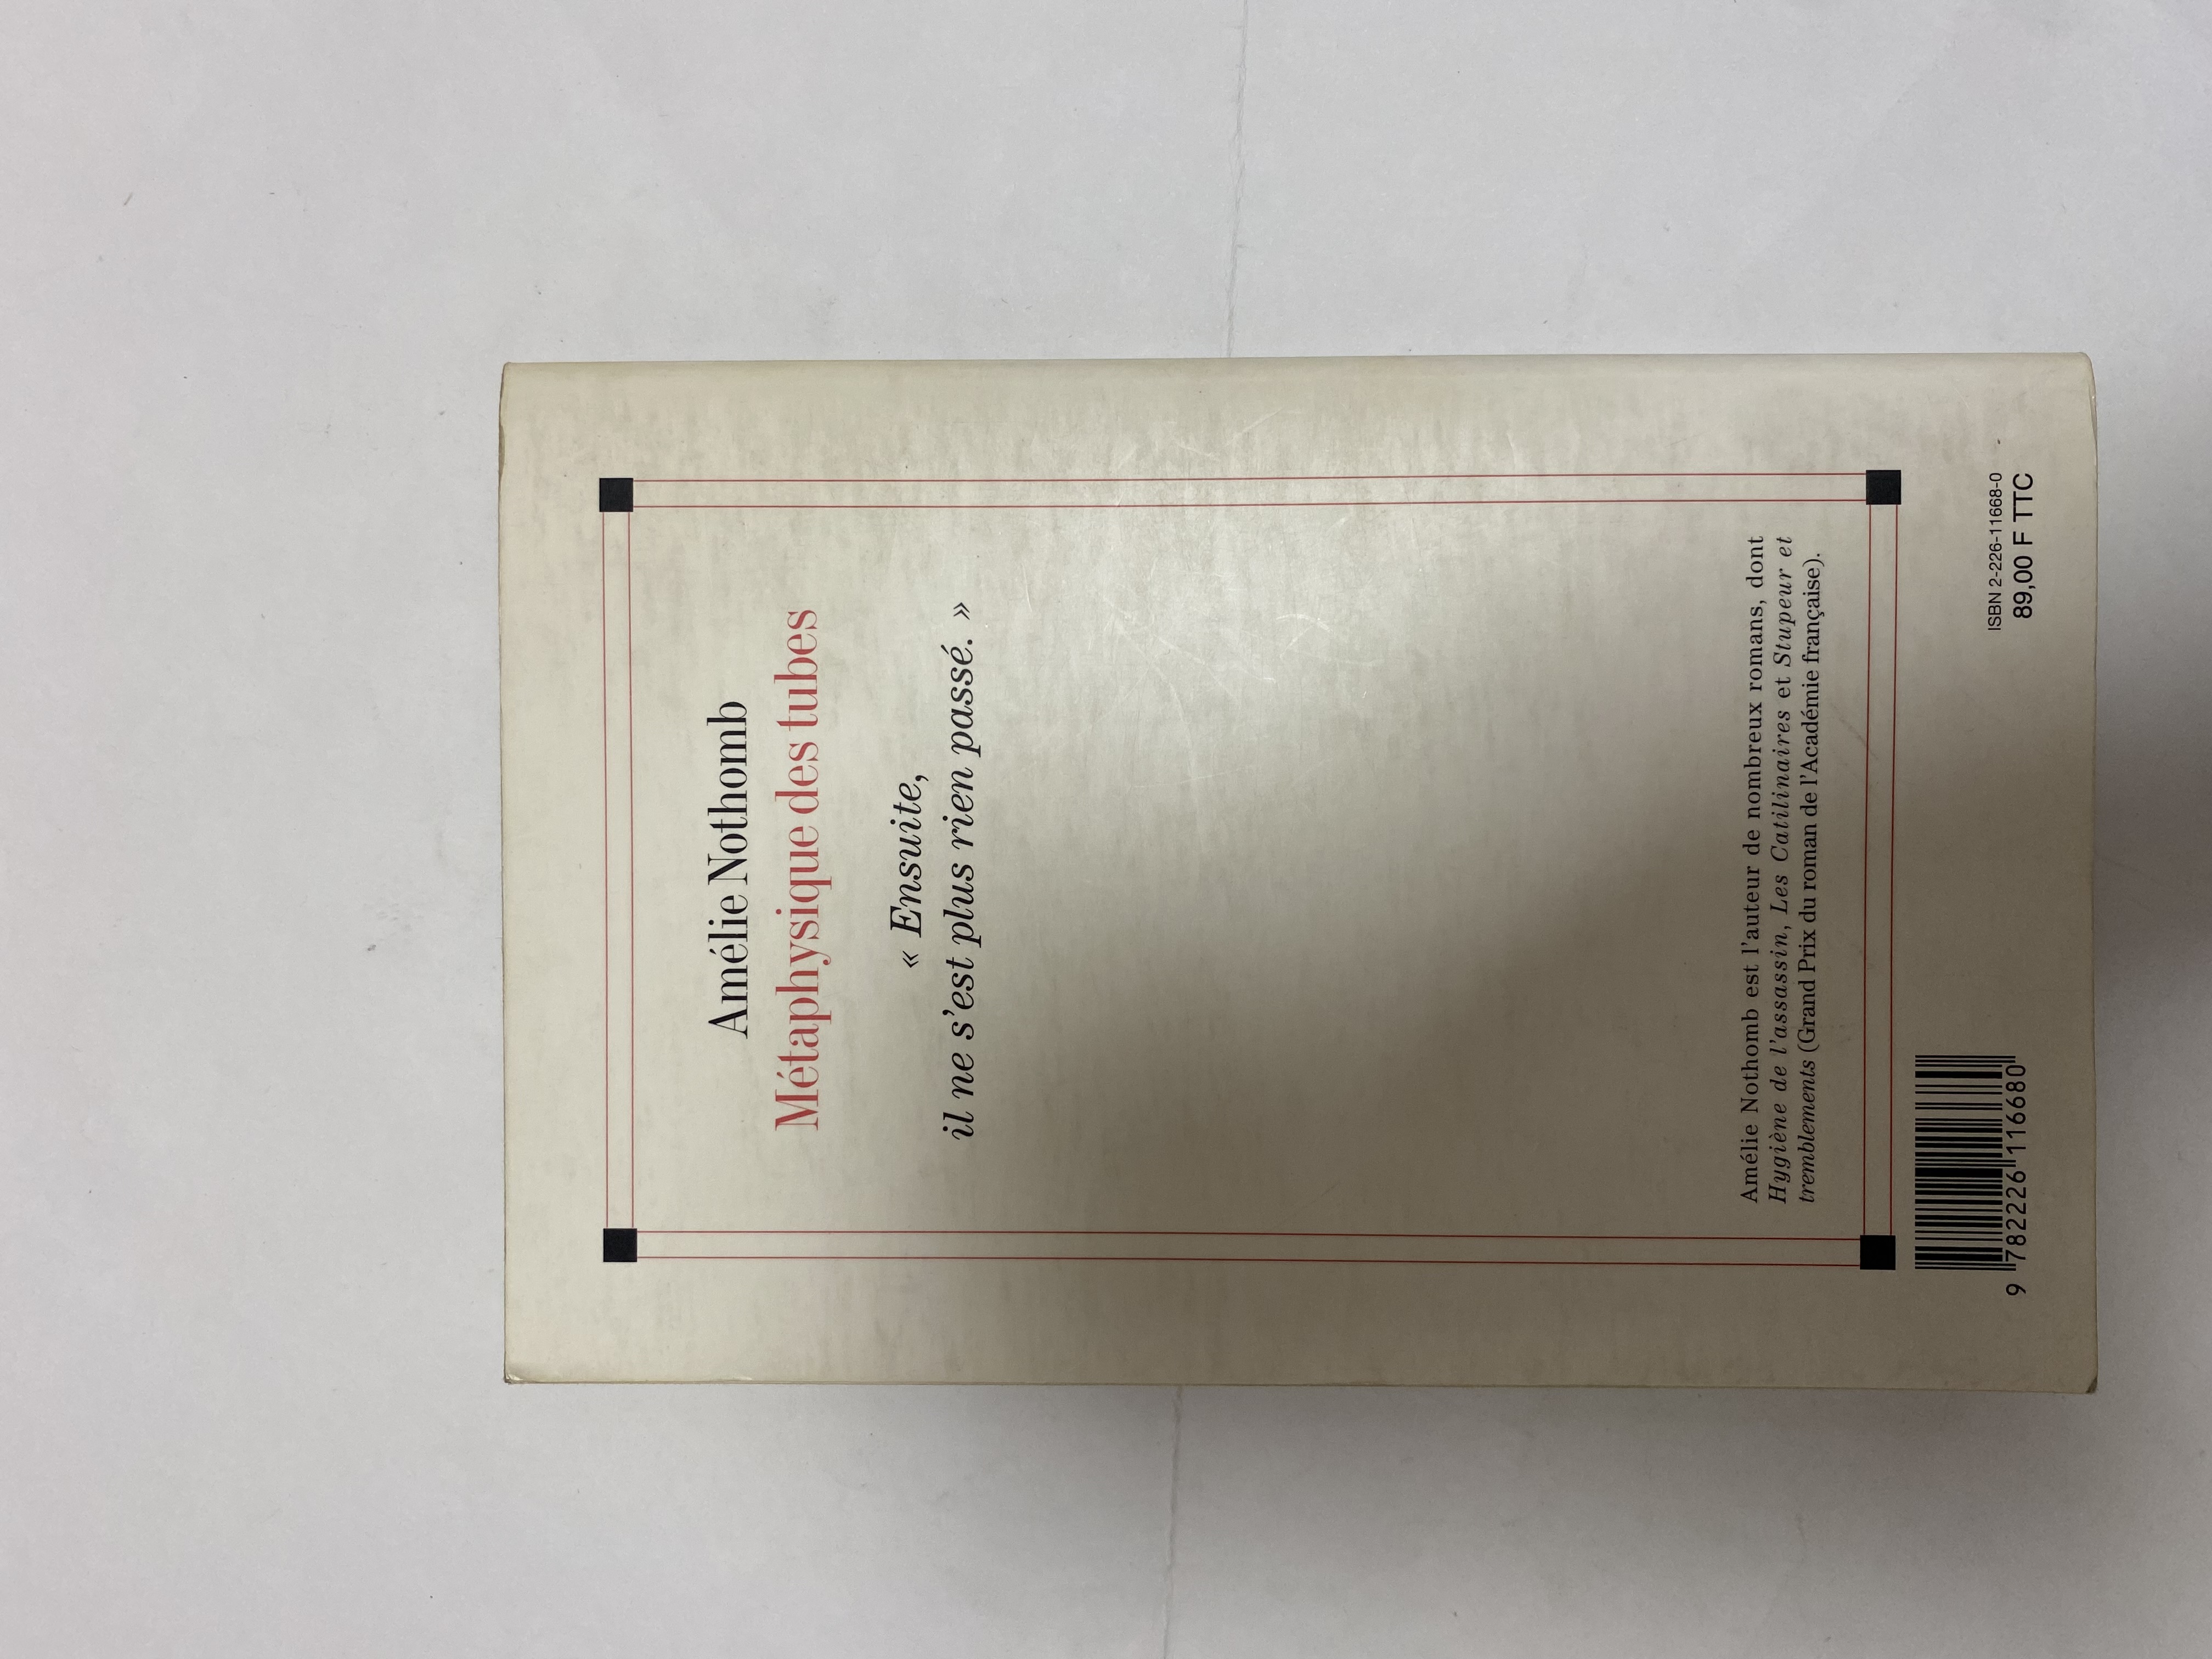 Amélie Nothomb
Métaphysique des tubes
« Ensuite,
il ne s'est plus rien passé. »
Amélie Nothomb est l'auteur de nombreux romans, dont
Hygiène de l'assassin, Les Catilinaires et Stupeur et
tremblements (Grand Prix du roman de l'Académie française).
9 782226 116680
ISBN 2-226-11668-0
89,00 F TTC